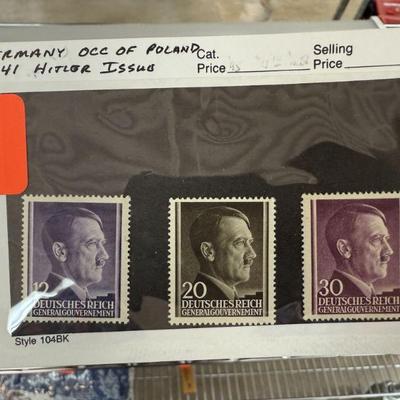 ERMANY OCC OF POLAND Cat. Selling
41 HITLER ISSUE Price Price
12 20 30
DEUTSCHES REICH DEUTSCHES REICH DEUTSCHES REICH
GENERALGOUVERNEMENT GENERALGOUVERNEMENT GENERALGOUVERNEMENT
Style 104BK